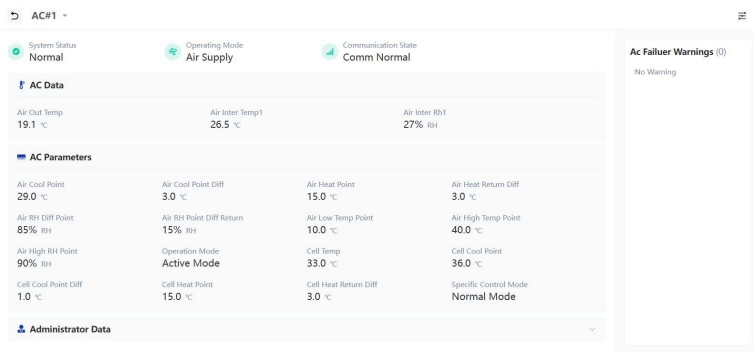 AC#1
System Status
Normal
Operating Mode
Air Supply
Communication State
Comm Normal
Ac Failuer Warnings (0)
No Warning
AC Data
Air Out Temp
19.1 ℃
Air Inter Temp1
26.5 ℃
Air Inter Rh1
27% RH
AC Parameters
Air Cool Point
29.0 ℃
Air Cool Point Diff
3.0 ℃
Air Heat Point
15.0 ℃
Air Heat Return Diff
3.0 ℃
Air RH Diff Point
85% RH
Air RH Point Diff Return
15% RH
Air Low Temp Point
10.0 ℃
Air High Temp Point
40.0 ℃
Air High RH Point
90% RH
Operation Mode
Active Mode
Cell Temp
33.0 ℃
Cell Cool Point
36.0 ℃
Cell Cool Point Diff
1.0 ℃
Cell Heat Point
15.0 ℃
Cell Heat Return Diff
3.0 ℃
Specific Control Mode
Normal Mode
Administrator Data